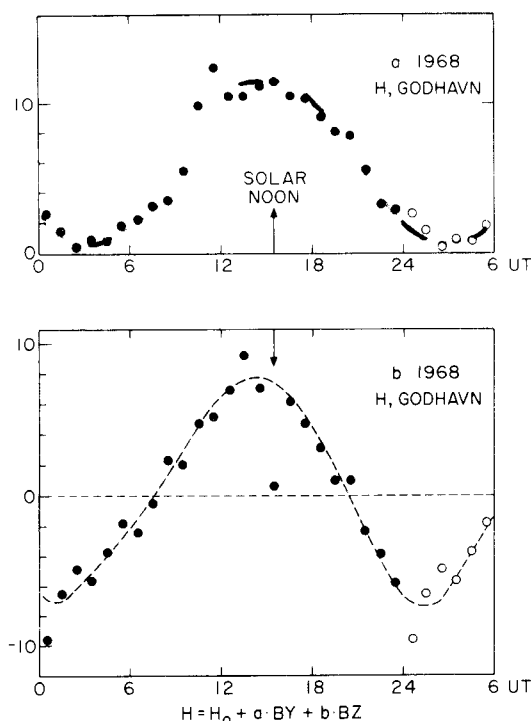 a 1968
H, GODHAVN
10
SOLAR
NOON
0
0 6 12 18 24 6 UT
b 1968
H, GODHAVN
10
0
-10
0 6 12 18 24 6 UT
H = H₀ + a·BY + b·BZ